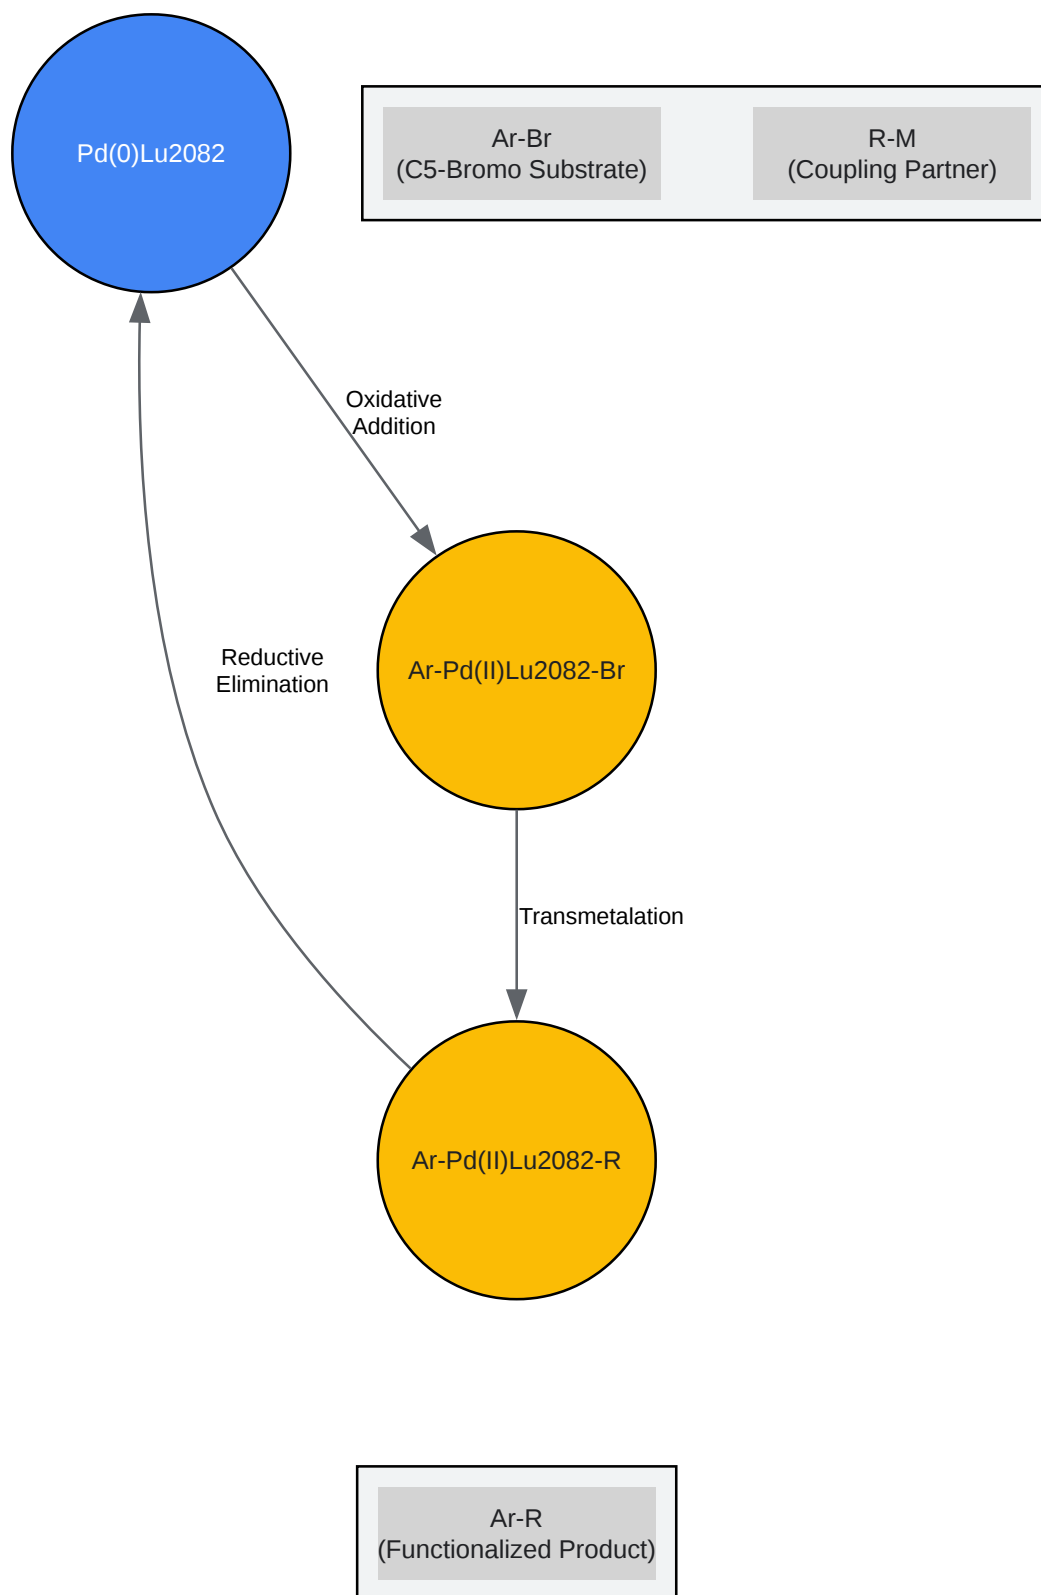 Pd(0)Lu2082
Ar-Br
(C5-Bromo Substrate)
R-M
(Coupling Partner)
Oxidative
Addition
Reductive
Elimination
Ar-Pd(II)Lu2082-Br
Transmetalation
Ar-Pd(II)Lu2082-R
Ar-R
(Functionalized Product)